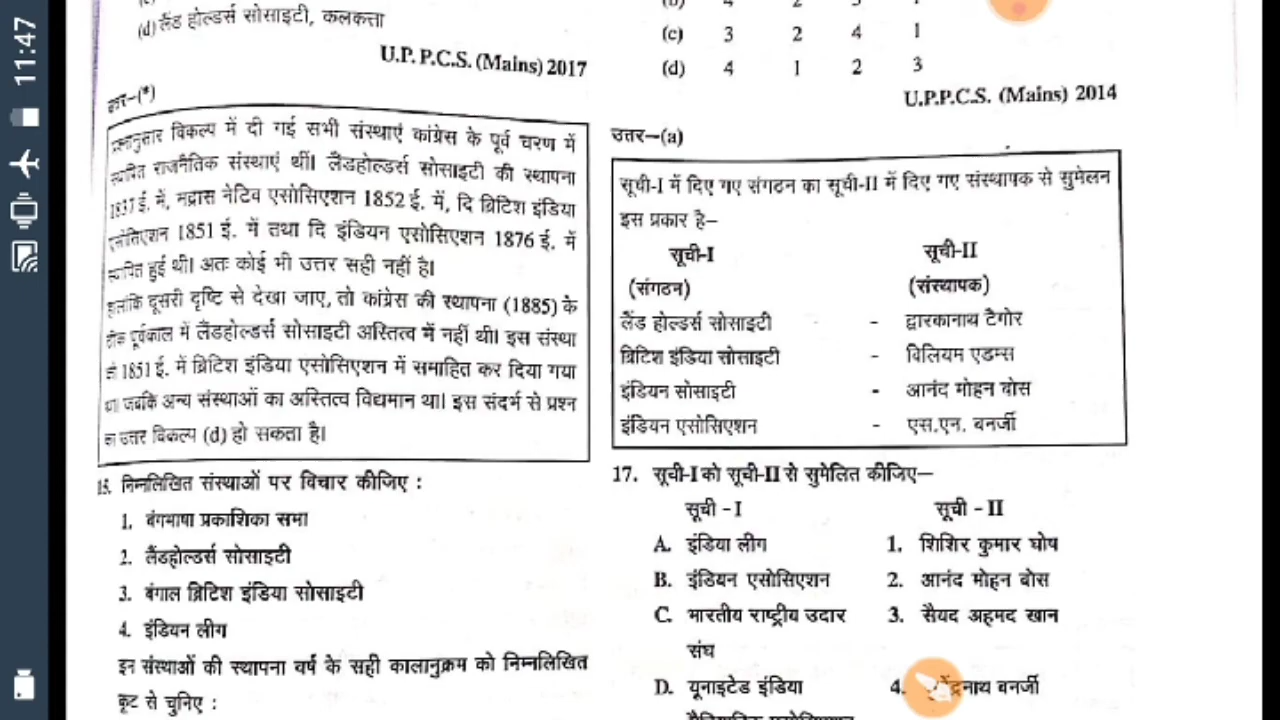 11:47
(d) लैंड होल्डर्स सोसाइटी, कलकत्ता
U.P. P.C.S. (Mains) 2017
प्रश्नानुसार विकल्प में दी गई सभी संस्थाएं कांग्रेस के पूर्व चरण में
स्थापित राजनैतिक संस्थाएं थीं। लैंडहोल्डर्स सोसाइटी की स्थापना
1837 ई. में, मद्रास नेटिव एसोसिएशन 1852 ई. में, दि ब्रिटिश इंडिया
एसोसिएशन 1851 ई. में तथा दि इंडियन एसोसिएशन 1876 ई. में
स्थापित हुई थी। अतः कोई भी उत्तर सही नहीं है।
हालांकि दूसरी दृष्टि से देखा जाए, तो कांग्रेस की स्थापना (1885) के
ठीक पूर्वकाल में लैंडहोल्डर्स सोसाइटी अस्तित्व में नहीं थी। इस संस्था
को 1851 ई. में ब्रिटिश इंडिया एसोसिएशन में समाहित कर दिया गया
था जबकि अन्य संस्थाओं का अस्तित्व विद्यमान था। इस संदर्भ से प्रश्न
का उत्तर विकल्प (d) हो सकता है।
15. निम्नलिखित संस्थाओं पर विचार कीजिए :
1. बंगभाषा प्रकाशिका सभा
2. लैंडहोल्डर्स सोसाइटी
3. बंगाल ब्रिटिश इंडिया सोसाइटी
4. इंडियन लीग
इन संस्थाओं की स्थापना वर्ष के सही कालानुक्रम को निम्नलिखित
कूट से चुनिए :
(c) 3 2 4 1
(d) 4 1 2 3
U.P.P.C.S. (Mains) 2014
उत्तर–(a)
सूची-I में दिए गए संगठन का सूची-II में दिए गए संस्थापक से सुमेलन
इस प्रकार है–
सूची-I सूची-II
(संगठन) (संस्थापक)
लैंड होल्डर्स सोसाइटी - द्वारकानाथ टैगोर
ब्रिटिश इंडिया सोसाइटी - विलियम एडम्स
इंडियन सोसाइटी - आनंद मोहन बोस
इंडियन एसोसिएशन - एस.एन. बनर्जी
17. सूची-I को सूची-II से सुमेलित कीजिए–
सूची -I सूची - II
A. इंडिया लीग 1. शिशिर कुमार घोष
B. इंडियन एसोसिएशन 2. आनंद मोहन बोस
C. भारतीय राष्ट्रीय उदार 3. सैयद अहमद खान
संघ
D. यूनाइटेड इंडिया 4. बनर्जी